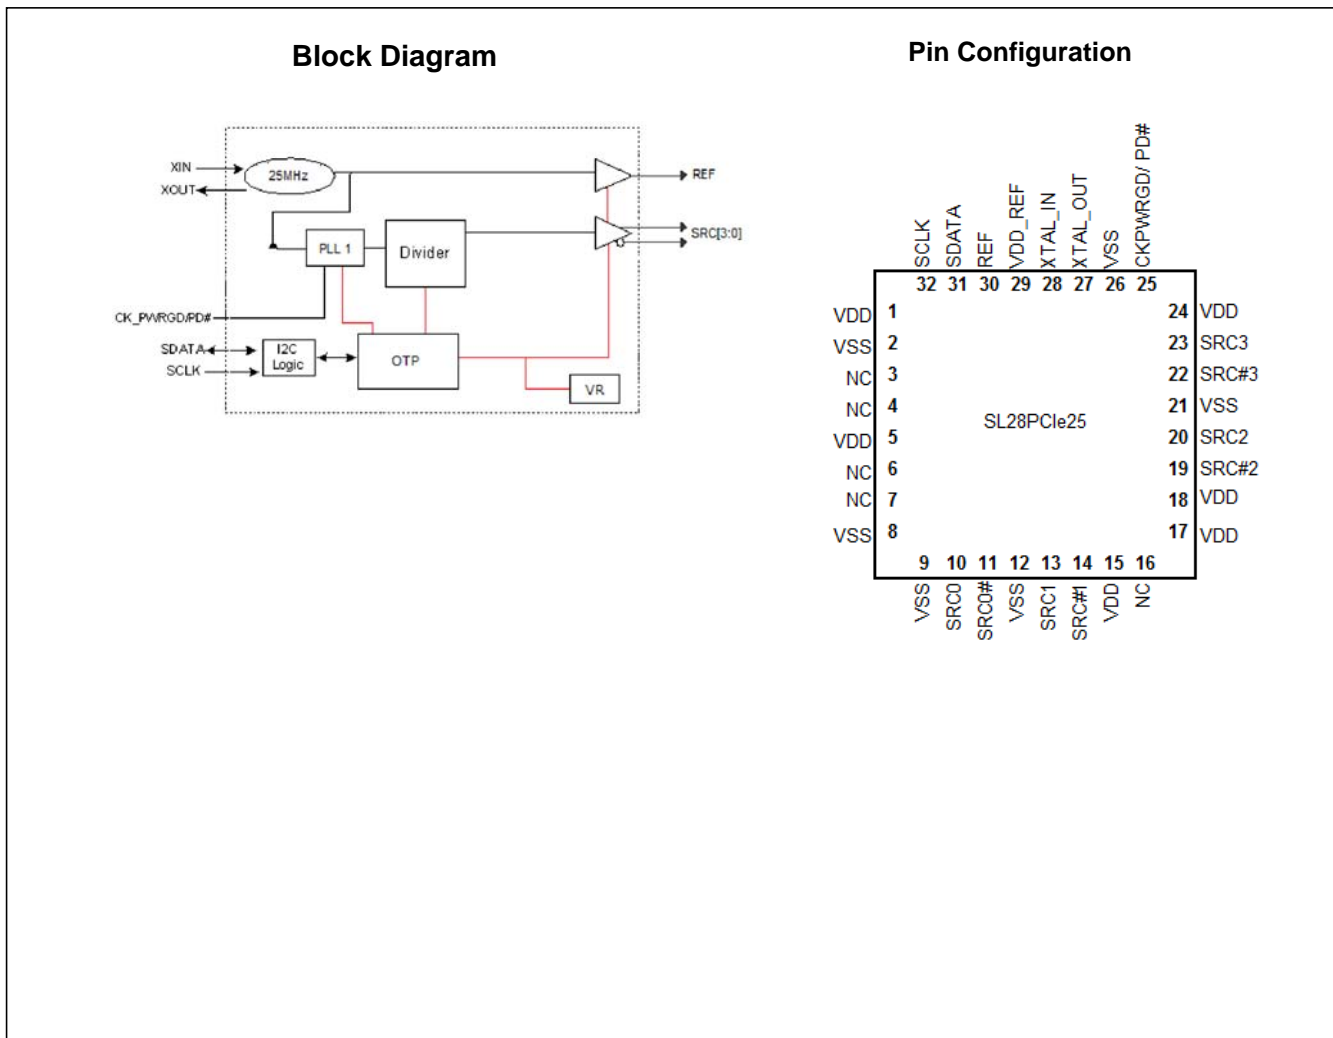 Block Diagram
Pin Configuration
XIN
XOUT
25MHz
REF
SRC[3:0]
PLL 1
Divider
CK_PWRGD/PD#
SDATA
SCLK
I2C
Logic
OTP
VR
SCLK
SDATA
REF
VDD_REF
XTAL_IN
XTAL_OUT
VSS
CKPWRGD/ PD#
32 31 30 29 28 27 26 25
VDD 1
VSS 2
NC 3
NC 4
VDD 5
NC 6
NC 7
VSS 8
SL28PCIe25
24 VDD
23 SRC3
22 SRC#3
21 VSS
20 SRC2
19 SRC#2
18 VDD
17 VDD
9 10 11 12 13 14 15 16
VSS
SRC0
SRC0#
VSS
SRC1
SRC#1
VDD
NC